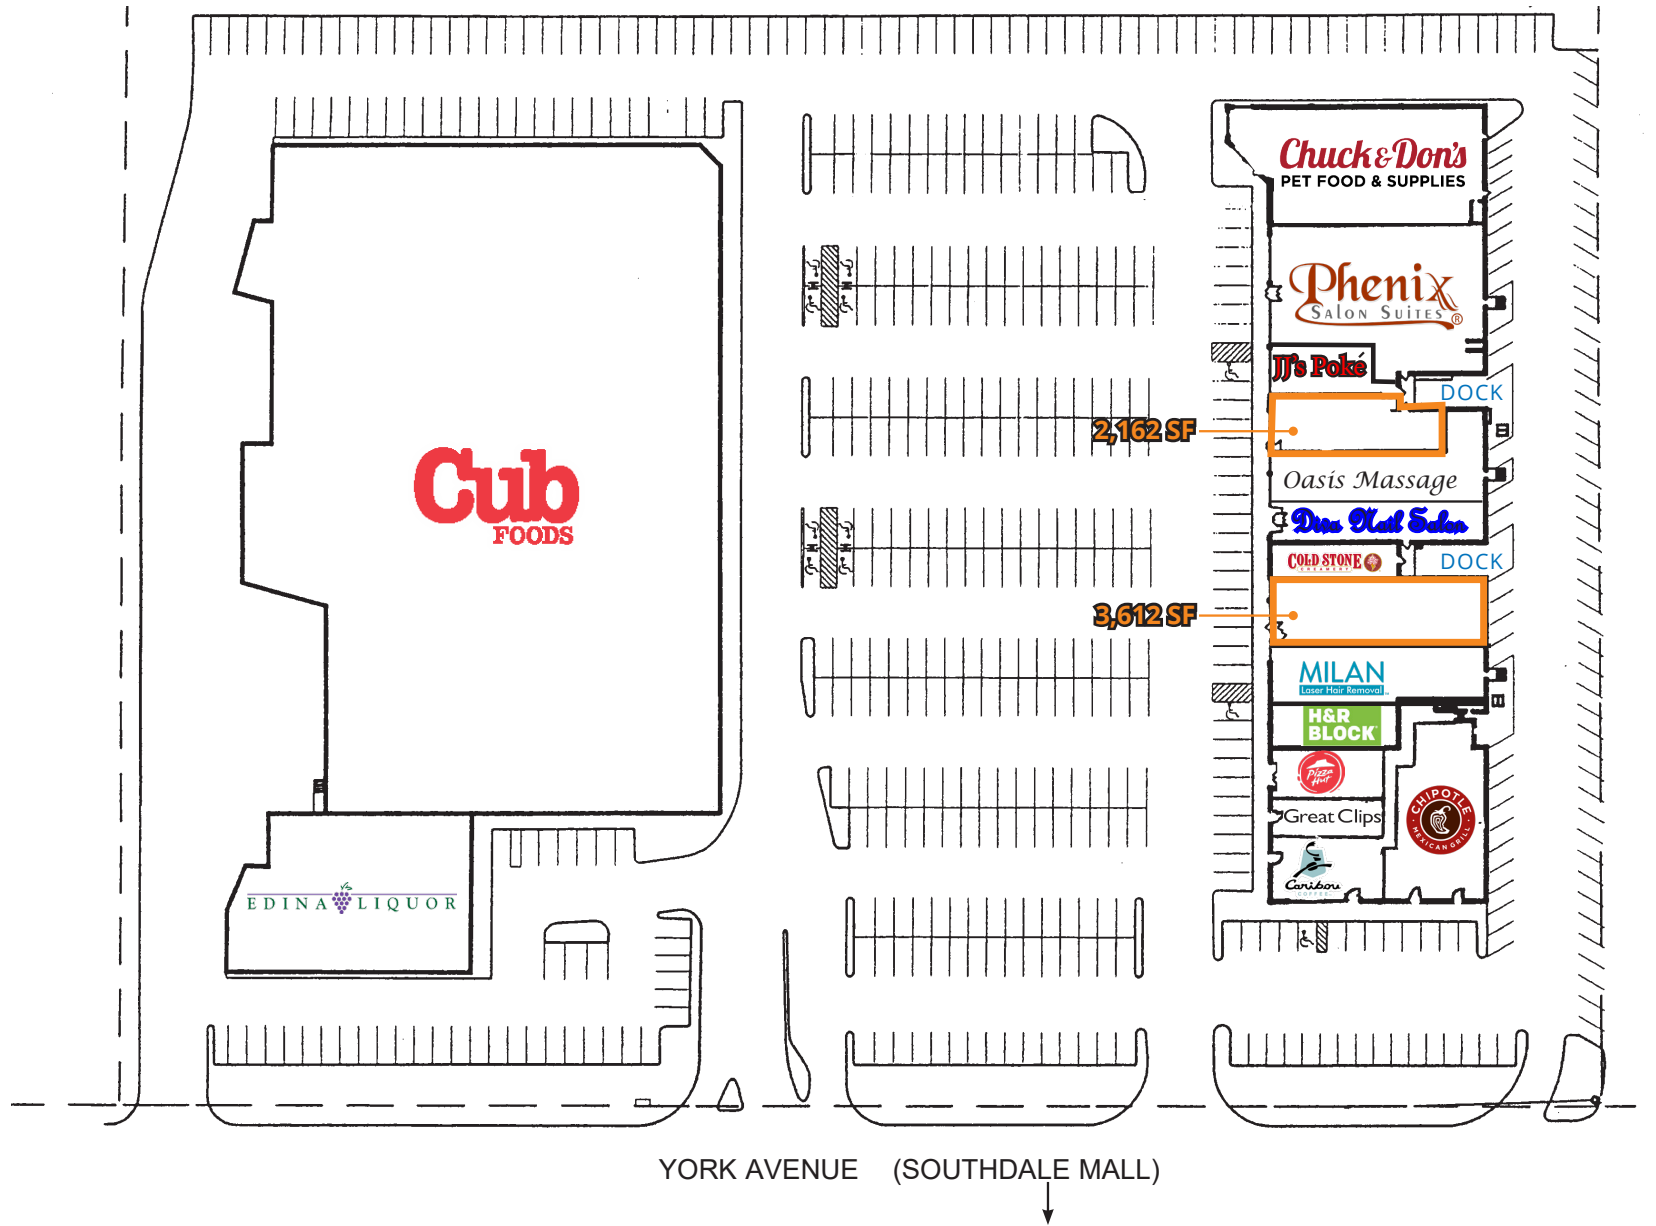 Chuck & Don's
PET FOOD & SUPPLIES
Phenix
SALON SUITES®
JJ's Poké
DOCK
2,162 SF
Oasis Massage
Diva Nail Salon
COLD STONE
CREAMERY
DOCK
3,612 SF
MILAN
Laser Hair Removal
H&R
BLOCK
Pizza
Hut
Great Clips
CHIPOTLE
MEXICAN GRILL
Caribou
COFFEE
Cub
FOODS
EDINA LIQUOR
YORK AVENUE (SOUTHDALE MALL)